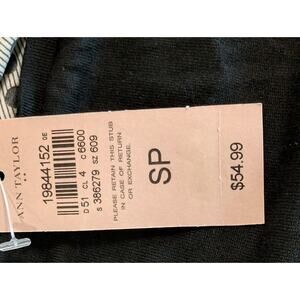 ANN TAYLOR
19844152 DE
D 51 CL 4 C 6600
S 386279 SZ 609
PLEASE RETAIN THIS STUB
IN CASE OF RETURN
OR EXCHANGE.
SP
$54.99